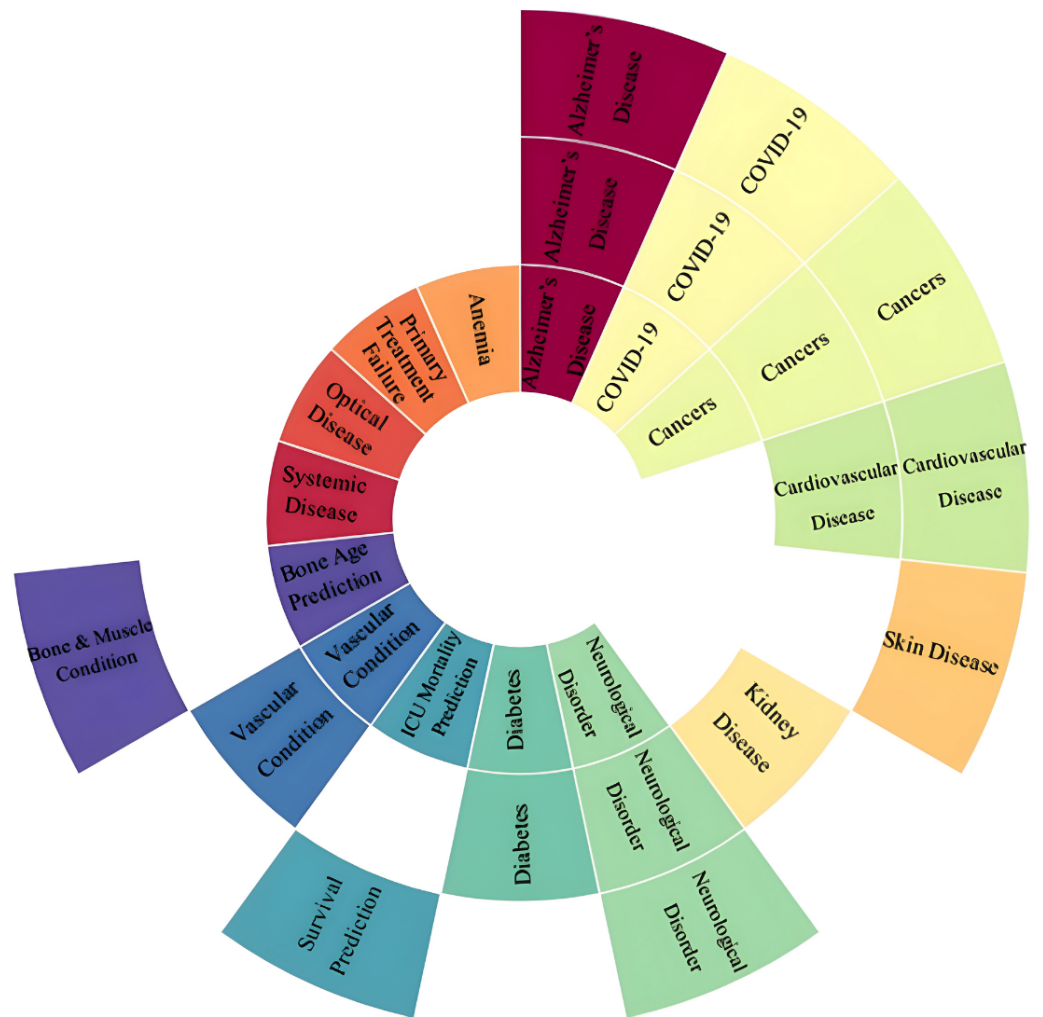 Alzheimer's
Disease
COVID-19
Cancers
Cardiovascular
Disease
Skin Disease
Alzheimer's
Disease
COVID-19
Cancers
Cardiovascular
Disease
Kidney
Disease
Alzheimer's
Disease
COVID-19
Cancers
Neurological
Disorder
Neurological
Disorder
Neurological
Disorder
Diabetes
Diabetes
ICU Mortality
Prediction
Survival
Prediction
Vascular
Condition
Vascular
Condition
Bone Age
Prediction
Bone & Muscle
Condition
Systemic
Disease
Optical
Disease
Primary
Treatment
Failure
Anemia